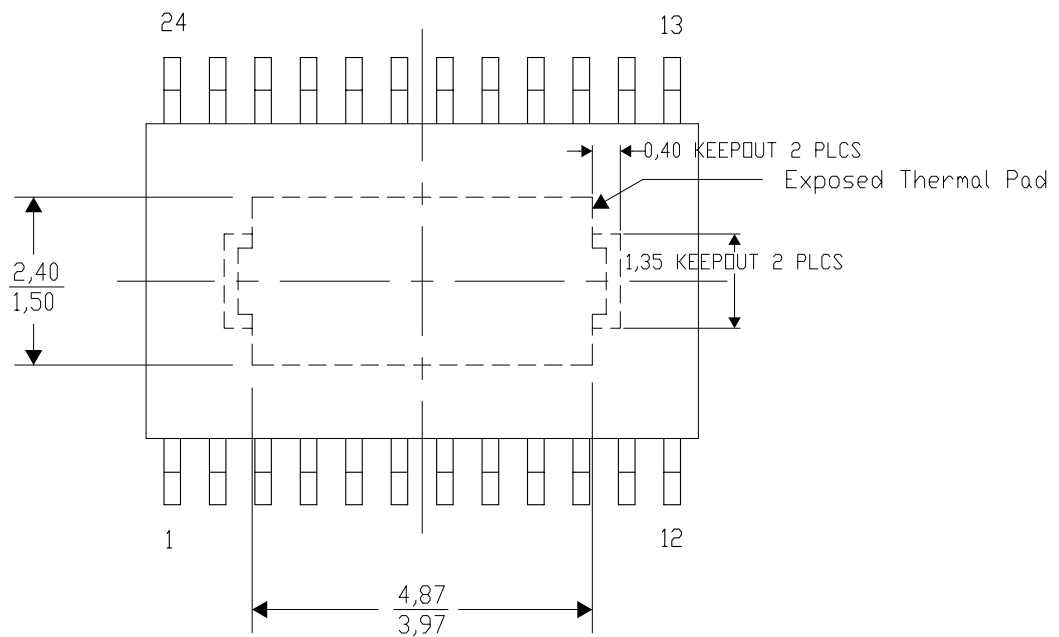 24
13
0,40 KEEPOUT 2 PLCS
Exposed Thermal Pad
1,35 KEEPOUT 2 PLCS
2,40
1,50
1
12
4,87
3,97